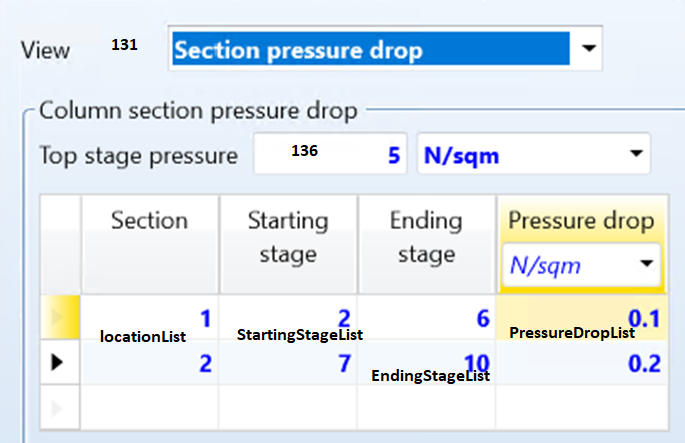 View 131 Section pressure drop
Column section pressure drop
Top stage pressure 136 5 N/sqm
Section Starting stage Ending stage Pressure drop
N/sqm
1 2 6 0.1
locationList StartingStageList PressureDropList
2 7 10 0.2
EndingStageList